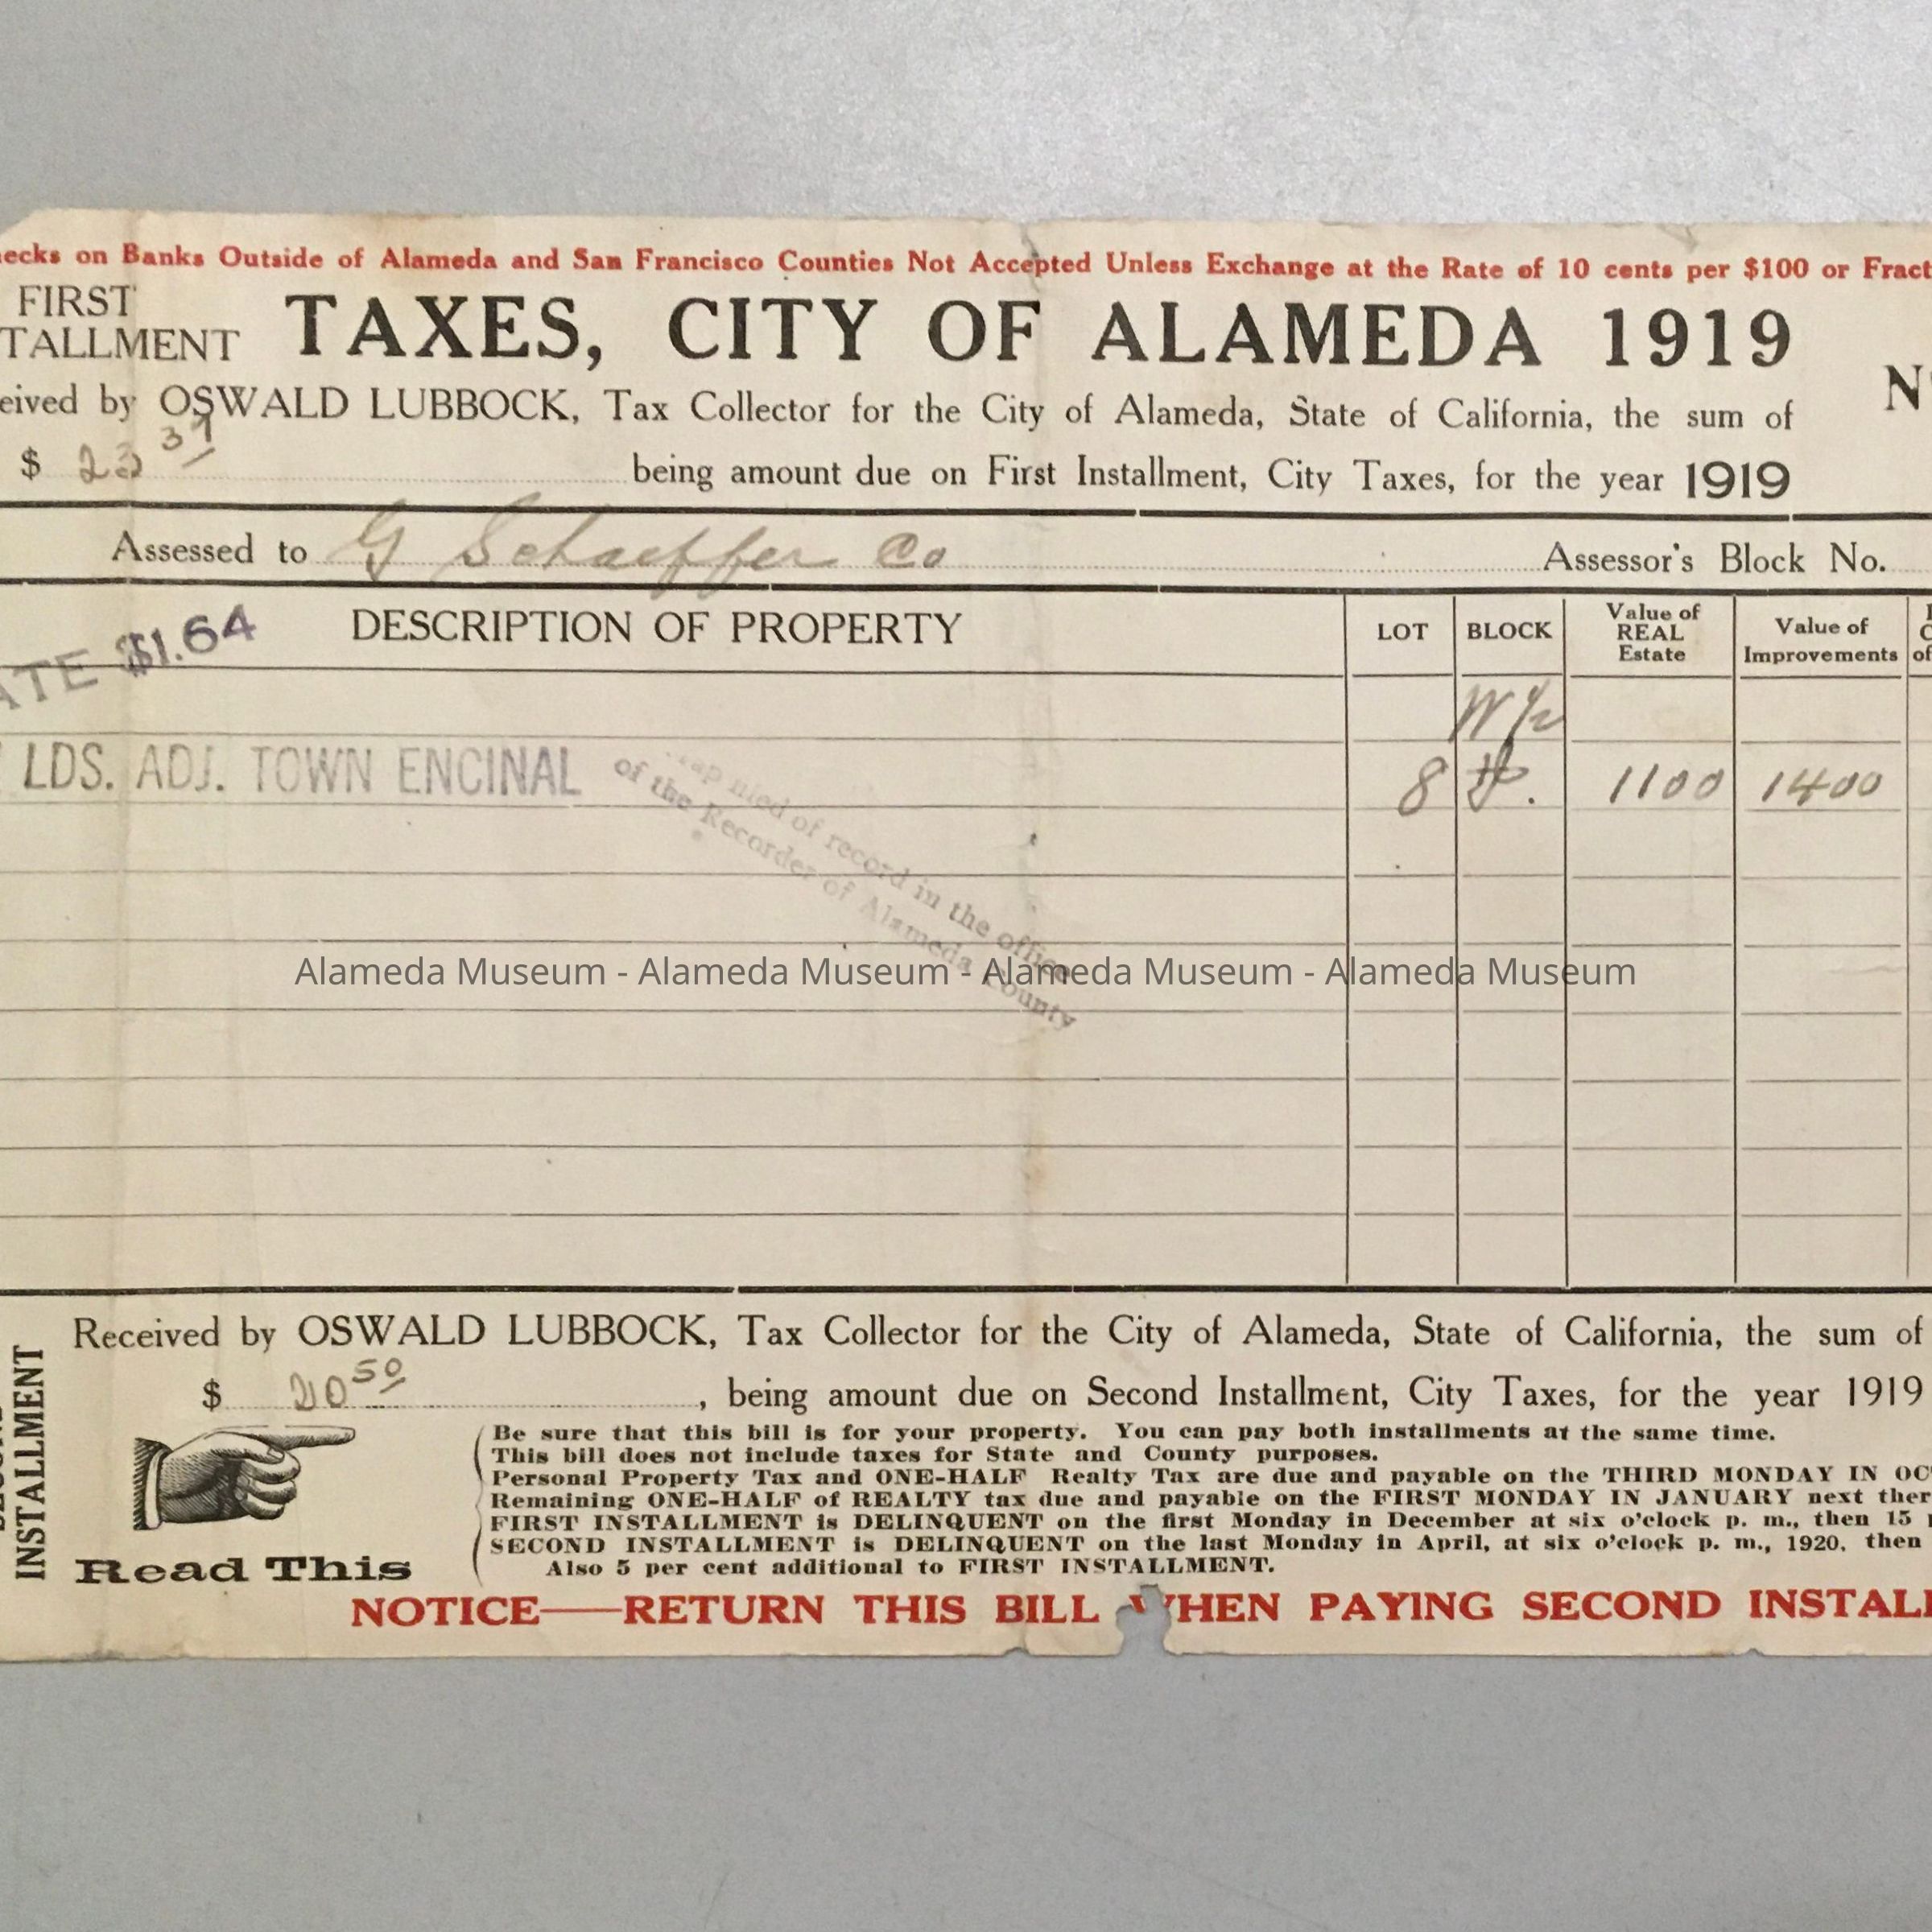 ecks on Banks Outside of Alameda and San Francisco Counties Not Accepted Unless Exchange at the Rate of 10 cents per $100 or Fract
FIRST
TALLMENT
TAXES, CITY OF ALAMEDA 1919
eived by OSWALD LUBBOCK, Tax Collector for the City of Alameda, State of California, the sum of
$ 23 37 being amount due on First Installment, City Taxes, for the year 1919
Assessed to G Schaeffer Co Assessor's Block No.
ATE $1.64
DESCRIPTION OF PROPERTY
LOT BLOCK Value of REAL Estate Value of Improvements
W 1/2
LDS. ADJ. TOWN ENCINAL 8 1100 1400
filed of record in the office
of the Recorder of Alameda County
Alameda Museum - Alameda Museum - Alameda Museum - Alameda Museum
INSTALLMENT
Received by OSWALD LUBBOCK, Tax Collector for the City of Alameda, State of California, the sum of
$ 20 50, being amount due on Second Installment, City Taxes, for the year 1919
Read This
Be sure that this bill is for your property. You can pay both installments at the same time.
This bill does not include taxes for State and County purposes.
Personal Property Tax and ONE-HALF Realty Tax are due and payable on the THIRD MONDAY IN OC
Remaining ONE-HALF of REALTY tax due and payable on the FIRST MONDAY IN JANUARY next ther
FIRST INSTALLMENT is DELINQUENT on the first Monday in December at six o'clock p. m., then 15
SECOND INSTALLMENT is DELINQUENT on the last Monday in April, at six o'clock p. m., 1920, then
Also 5 per cent additional to FIRST INSTALLMENT.
NOTICE—RETURN THIS BILL WHEN PAYING SECOND INSTALL